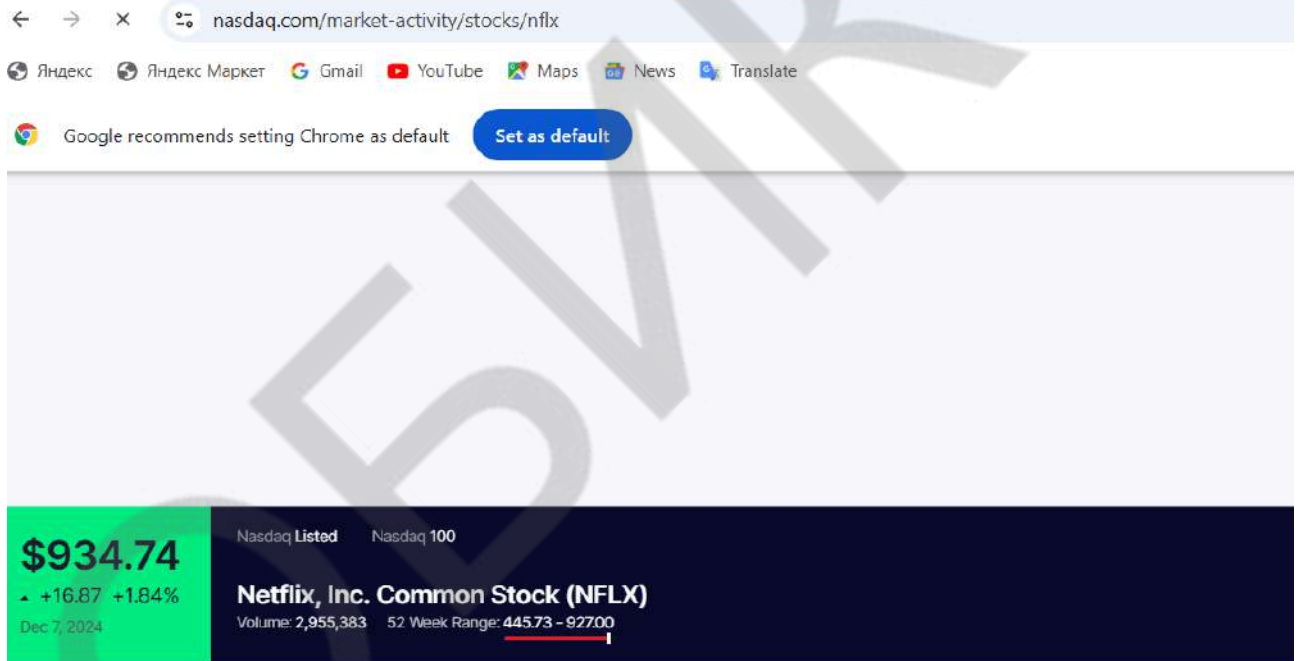 nasdaq.com/market-activity/stocks/nflx
Яндекс Яндекс Маркет Gmail YouTube Maps News Translate
Google recommends setting Chrome as default Set as default
Nasdaq Listed Nasdaq 100
$934.74
+16.87 +1.84%
Dec 7, 2024
Netflix, Inc. Common Stock (NFLX)
Volume: 2,955,383 52 Week Range: 445.73 – 927.00